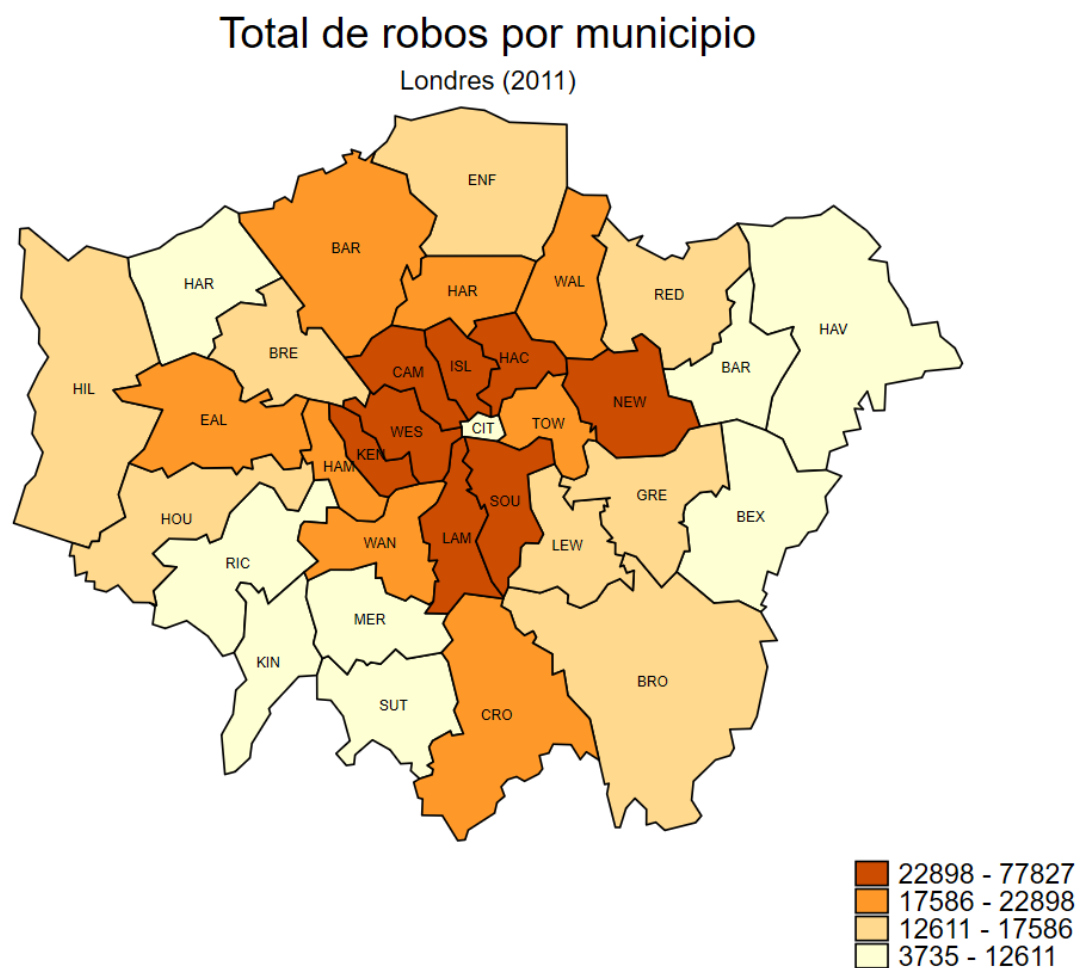 Total de robos por municipio
Londres (2011)
ENF
BAR
HAR
WAL
RED
HAR
HAV
BRE
HAC
CAM
ISL
BAR
HIL
NEW
EAL
TOW
CIT
WES
KEN
HAM
GRE
SOU
BEX
HOU
LAM
WAN
LEW
RIC
MER
KIN
BRO
SUT
CRO
22898 - 77827
17586 - 22898
12611 - 17586
3735 - 12611